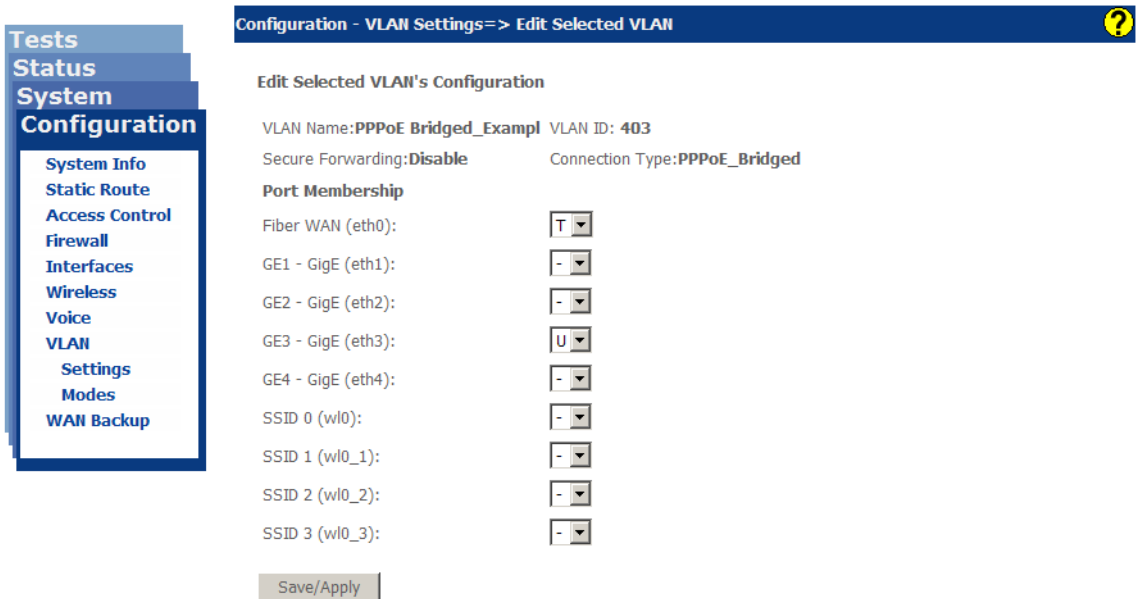 Configuration - VLAN Settings=> Edit Selected VLAN
?
Tests
Status
System
Configuration
System Info
Static Route
Access Control
Firewall
Interfaces
Wireless
Voice
VLAN
Settings
Modes
WAN Backup
Edit Selected VLAN's Configuration
VLAN Name:PPPoE Bridged_Exampl VLAN ID: 403
Secure Forwarding:Disable Connection Type:PPPoE_Bridged
Port Membership
Fiber WAN (eth0): T
GE1 - GigE (eth1): -
GE2 - GigE (eth2): -
GE3 - GigE (eth3): U
GE4 - GigE (eth4): -
SSID 0 (wl0): -
SSID 1 (wl0_1): -
SSID 2 (wl0_2): -
SSID 3 (wl0_3): -
Save/Apply